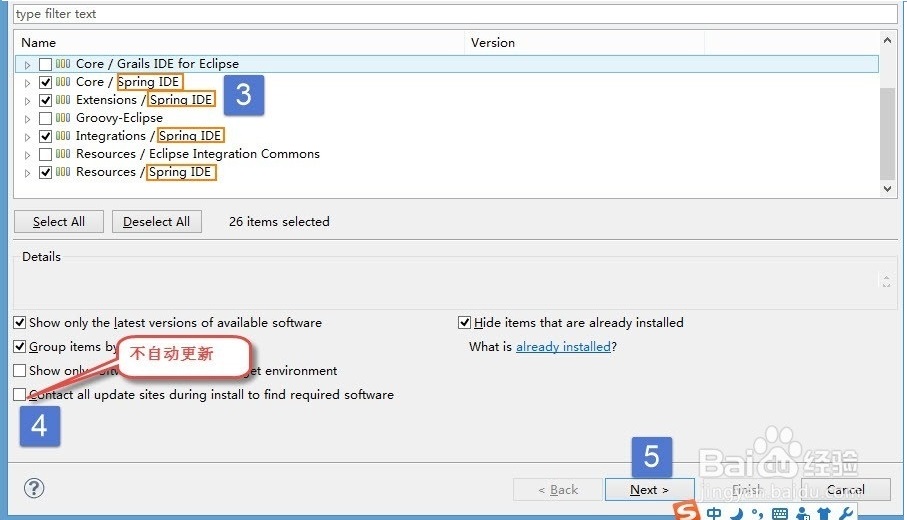 type filter text
Name Version
Core / Grails IDE for Eclipse
Core / Spring IDE
3
Extensions / Spring IDE
Groovy-Eclipse
Integrations / Spring IDE
Resources / Eclipse Integration Commons
Resources / Spring IDE
Select All Deselect All 26 items selected
Details
Show only the latest versions of available software Hide items that are already installed
Group items by What is already installed?
不自动更新
Show only get environment
Contact all update sites during install to find required software
4
5
Baidu 经验
jingyan.baidu.com
? < Back Next > Finish Cancel
S 中